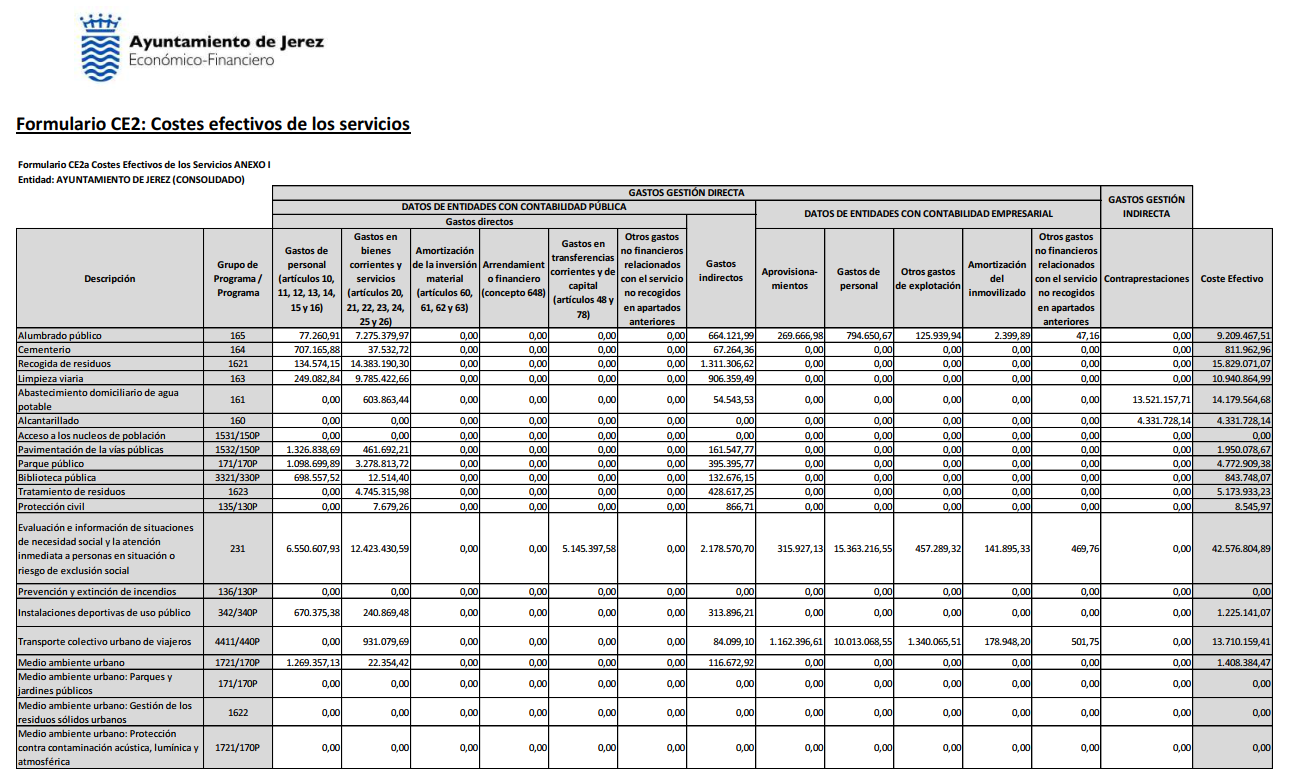 Ayuntamiento de Jerez
Económico-Financiero
Formulario CE2: Costes efectivos de los servicios
Formulario CE2a Costes Efectivos de los Servicios ANEXO I
Entidad: AYUNTAMIENTO DE JEREZ (CONSOLIDADO)
GASTOS GESTIÓN DIRECTA
GASTOS GESTIÓN
INDIRECTA
DATOS DE ENTIDADES CON CONTABILIDAD PÚBLICA
DATOS DE ENTIDADES CON CONTABILIDAD EMPRESARIAL
Gastos directos
Descripción
Grupo de
Programa /
Programa
Gastos de
personal
(artículos 10,
11, 12, 13, 14,
15 y 16)
Gastos en
bienes
corrientes y
servicios
(artículos 20,
21, 22, 23, 24,
25 y 26)
Amortización
de la inversión
material
(artículos 60,
61, 62 y 63)
Arrendamient
o financiero
(concepto 648)
Gastos en
transferencias
corrientes y de
capital
(artículos 48 y
78)
Otros gastos
no financieros
relacionados
con el servicio
no recogidos
en apartados
anteriores
Gastos
indirectos
Aprovisiona-
mientos
Gastos de
personal
Otros gastos
de explotación
Amortización
del
inmovilizado
Otros gastos
no financieros
relacionados
con el servicio
no recogidos
en apartados
anteriores
Contraprestaciones
Coste Efectivo
Alumbrado público 165 77.260,91 7.275.379,97 0,00 0,00 0,00 0,00 664.121,99 269.666,98 794.650,67 125.939,94 2.399,89 47,16 0,00 9.209.467,51
Cementerio 164 707.165,88 37.532,72 0,00 0,00 0,00 0,00 67.264,36 0,00 0,00 0,00 0,00 0,00 0,00 811.962,96
Recogida de residuos 1621 134.574,15 14.383.190,30 0,00 0,00 0,00 0,00 1.311.306,62 0,00 0,00 0,00 0,00 0,00 0,00 15.829.071,07
Limpieza viaria 163 249.082,84 9.785.422,66 0,00 0,00 0,00 0,00 906.359,49 0,00 0,00 0,00 0,00 0,00 0,00 10.940.864,99
Abastecimiento domiciliario de agua
potable 161 0,00 603.863,44 0,00 0,00 0,00 0,00 54.543,53 0,00 0,00 0,00 0,00 0,00 13.521.157,71 14.179.564,68
Alcantarillado 160 0,00 0,00 0,00 0,00 0,00 0,00 0,00 0,00 0,00 0,00 0,00 0,00 4.331.728,14 4.331.728,14
Acceso a los nucleos de población 1531/150P 0,00 0,00 0,00 0,00 0,00 0,00 0,00 0,00 0,00 0,00 0,00 0,00 0,00 0,00
Pavimentación de la vías públicas 1532/150P 1.326.838,69 461.692,21 0,00 0,00 0,00 0,00 161.547,77 0,00 0,00 0,00 0,00 0,00 0,00 1.950.078,67
Parque público 171/170P 1.098.699,89 3.278.813,72 0,00 0,00 0,00 0,00 395.395,77 0,00 0,00 0,00 0,00 0,00 0,00 4.772.909,38
Biblioteca pública 3321/330P 698.557,52 12.514,40 0,00 0,00 0,00 0,00 132.676,15 0,00 0,00 0,00 0,00 0,00 0,00 843.748,07
Tratamiento de residuos 1623 0,00 4.745.315,98 0,00 0,00 0,00 0,00 428.617,25 0,00 0,00 0,00 0,00 0,00 0,00 5.173.933,23
Protección civil 135/130P 0,00 7.679,26 0,00 0,00 0,00 0,00 866,71 0,00 0,00 0,00 0,00 0,00 0,00 8.545,97
Evaluación e información de situaciones
de necesidad social y la atención
inmediata a personas en situación o
riesgo de exclusión social
231 6.550.607,93 12.423.430,59 0,00 0,00 5.145.397,58 0,00 2.178.570,70 315.927,13 15.363.216,55 457.289,32 141.895,33 469,76 0,00 42.576.804,89
Prevención y extinción de incendios 136/130P 0,00 0,00 0,00 0,00 0,00 0,00 0,00 0,00 0,00 0,00 0,00 0,00 0,00 0,00
Instalaciones deportivas de uso público 342/340P 670.375,38 240.869,48 0,00 0,00 0,00 0,00 313.896,21 0,00 0,00 0,00 0,00 0,00 0,00 1.225.141,07
Transporte colectivo urbano de viajeros 4411/440P 0,00 931.079,69 0,00 0,00 0,00 0,00 84.099,10 1.162.396,61 10.013.068,55 1.340.065,51 178.948,20 501,75 0,00 13.710.159,41
Medio ambiente urbano 1721/170P 1.269.357,13 22.354,42 0,00 0,00 0,00 0,00 116.672,92 0,00 0,00 0,00 0,00 0,00 0,00 1.408.384,47
Medio ambiente urbano: Parques y
jardines públicos 171/170P 0,00 0,00 0,00 0,00 0,00 0,00 0,00 0,00 0,00 0,00 0,00 0,00 0,00 0,00
Medio ambiente urbano: Gestión de los
residuos sólidos urbanos 1622 0,00 0,00 0,00 0,00 0,00 0,00 0,00 0,00 0,00 0,00 0,00 0,00 0,00 0,00
Medio ambiente urbano: Protección
contra contaminación acústica, lumínica y
atmosférica
1721/170P 0,00 0,00 0,00 0,00 0,00 0,00 0,00 0,00 0,00 0,00 0,00 0,00 0,00 0,00